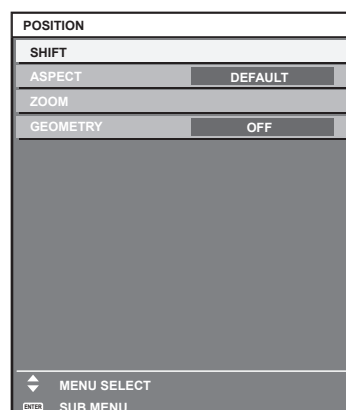 POSITION
SHIFT
ASPECT DEFAULT
ZOOM
GEOMETRY OFF
MENU SELECT
ENTER SUB MENU